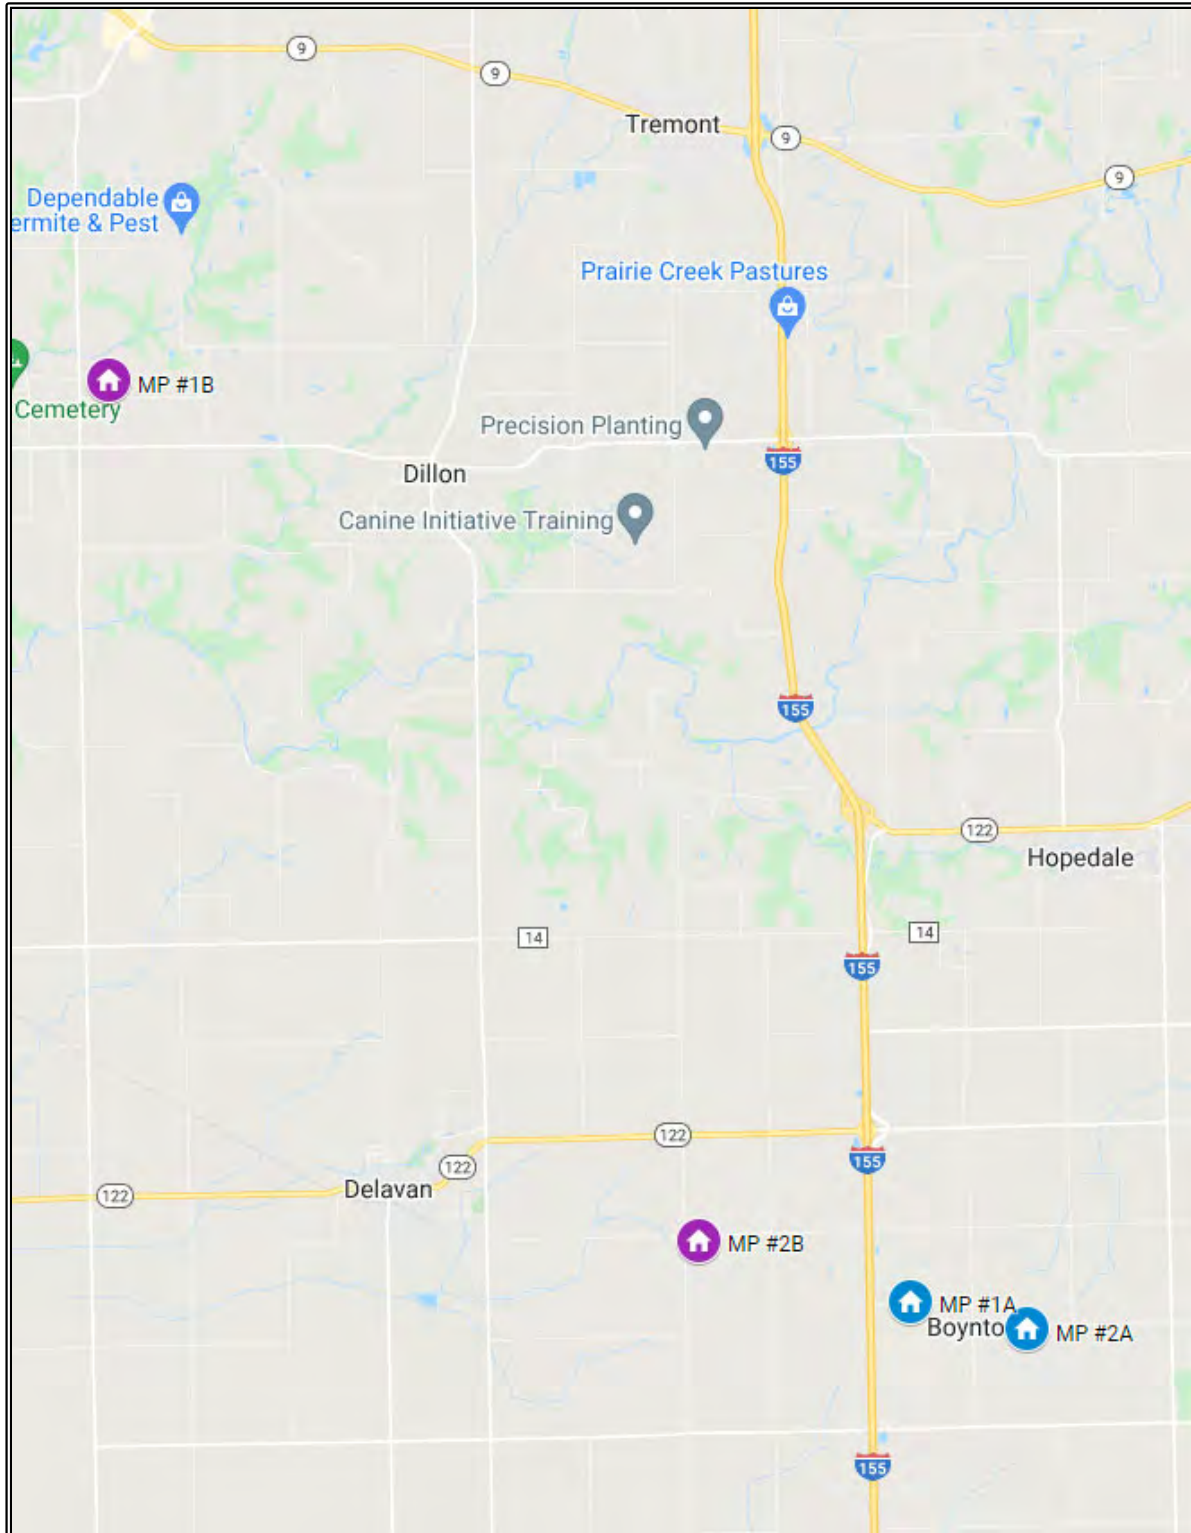 9
9
Tremont
9
9
Dependable
ermite & Pest
Prairie Creek Pastures
MP #1B
Cemetery
Precision Planting
155
Dillon
Canine Initiative Training
155
122
Hopedale
14
14
155
122
155
122
Delavan
122
MP #2B
MP #1A
Boynto
MP #2A
155